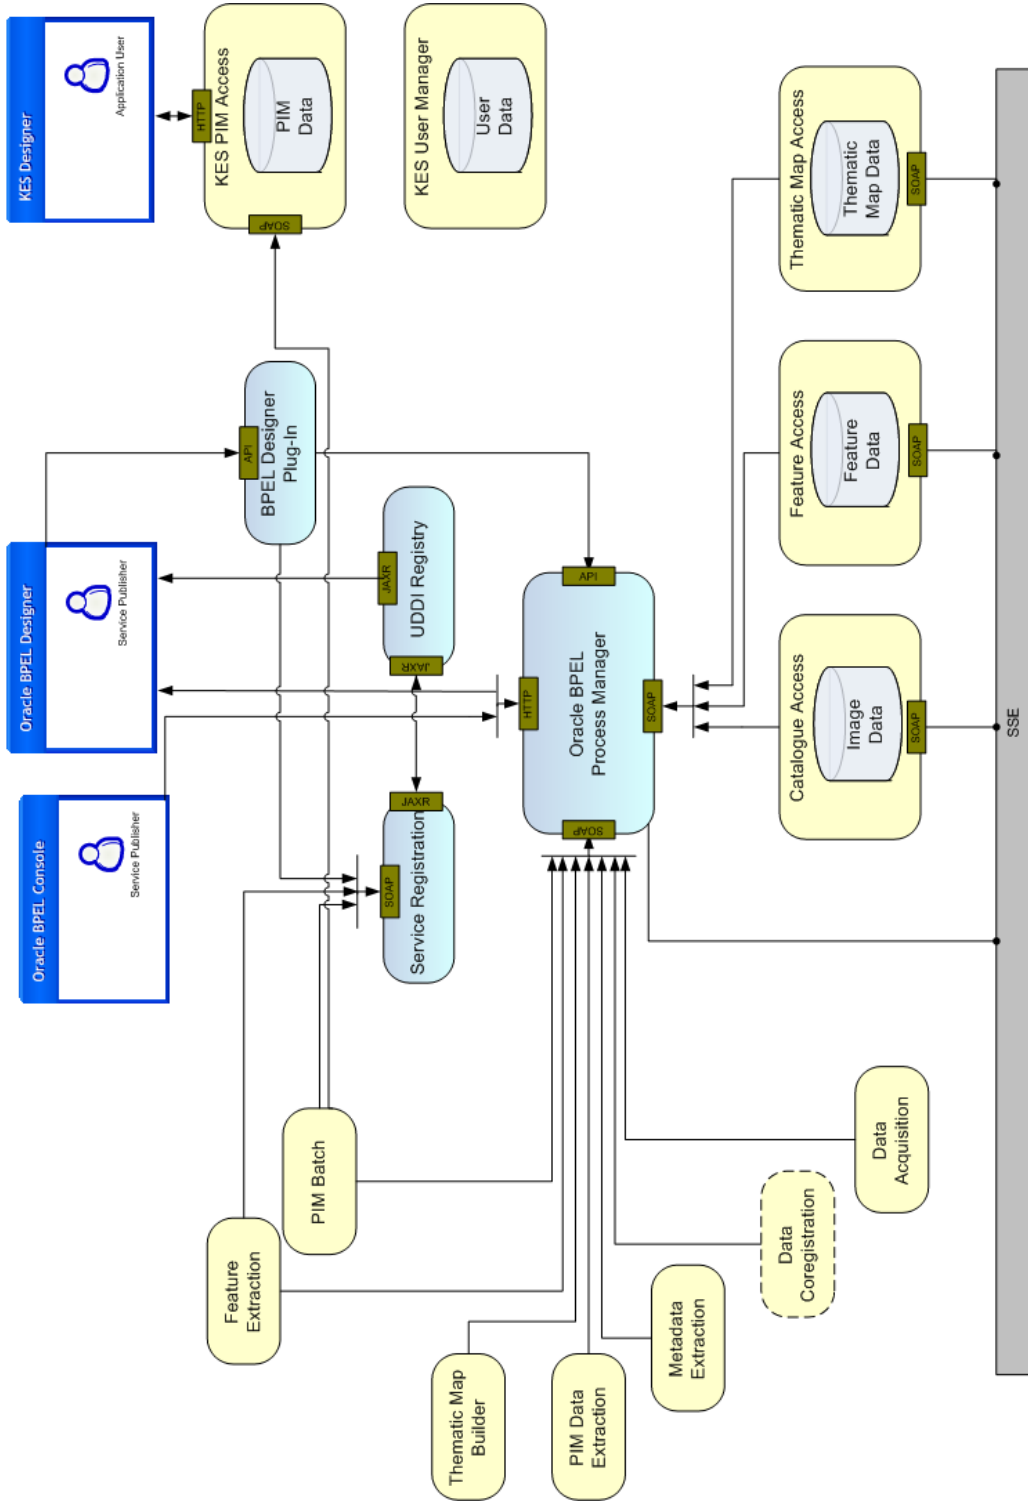 Oracle BPEL Console
Service Publisher
Oracle BPEL Designer
Service Publisher
KES Designer
Application User
HTTP
KES PIM Access
SOAP
PIM
Data
Feature
Extraction
PIM Batch
API
BPEL Designer
Plug-In
SOAP
Service Registration
JAXR
JAXR
JAXR
UDDI Registry
KES User Manager
User
Data
Thematic Map
Builder
PIM Data
Extraction
Metadata
Extraction
HTTP
SOAP
Oracle BPEL
Process Manager
API
SOAP
Data
Coregistration
Data
Acquisition
Catalogue Access
Image
Data
SOAP
Feature Access
Feature
Data
SOAP
Thematic Map Access
Thematic
Map Data
SOAP
SSE